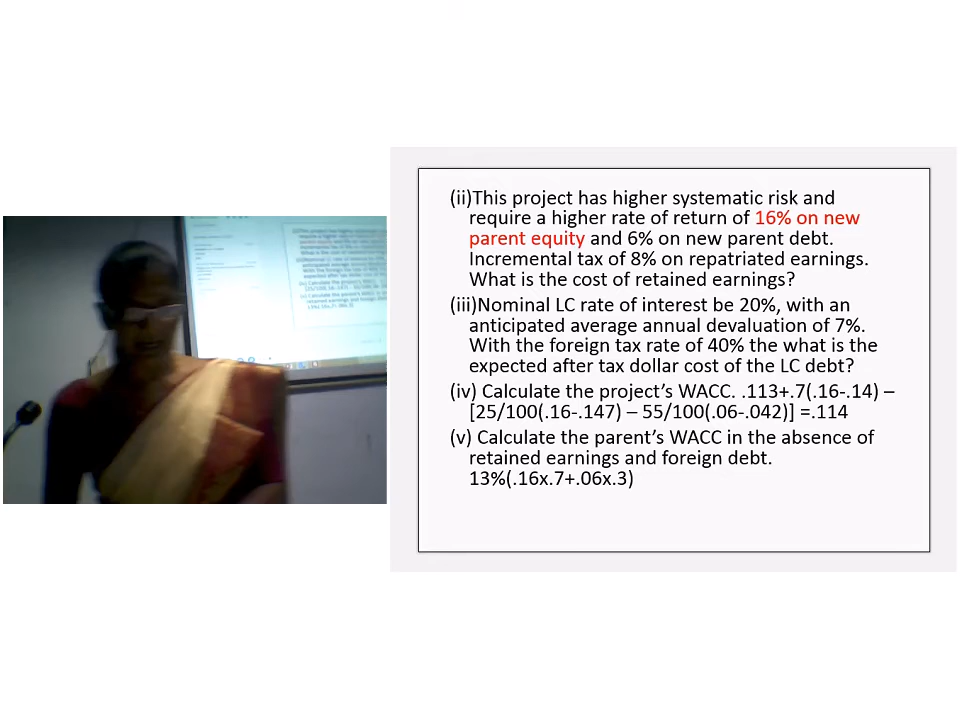 (ii)This project has higher systematic risk and
require a higher rate of return of 16% on new
parent equity and 6% on new parent debt.
Incremental tax of 8% on repatriated earnings.
What is the cost of retained earnings?
(iii)Nominal LC rate of interest be 20%, with an
anticipated average annual devaluation of 7%.
With the foreign tax rate of 40% the what is the
expected after tax dollar cost of the LC debt?
(iv) Calculate the project’s WACC. .113+.7(.16-.14) –
[25/100(.16-.147) – 55/100(.06-.042)] =.114
(v) Calculate the parent’s WACC in the absence of
retained earnings and foreign debt.
13%(.16x.7+.06x.3)